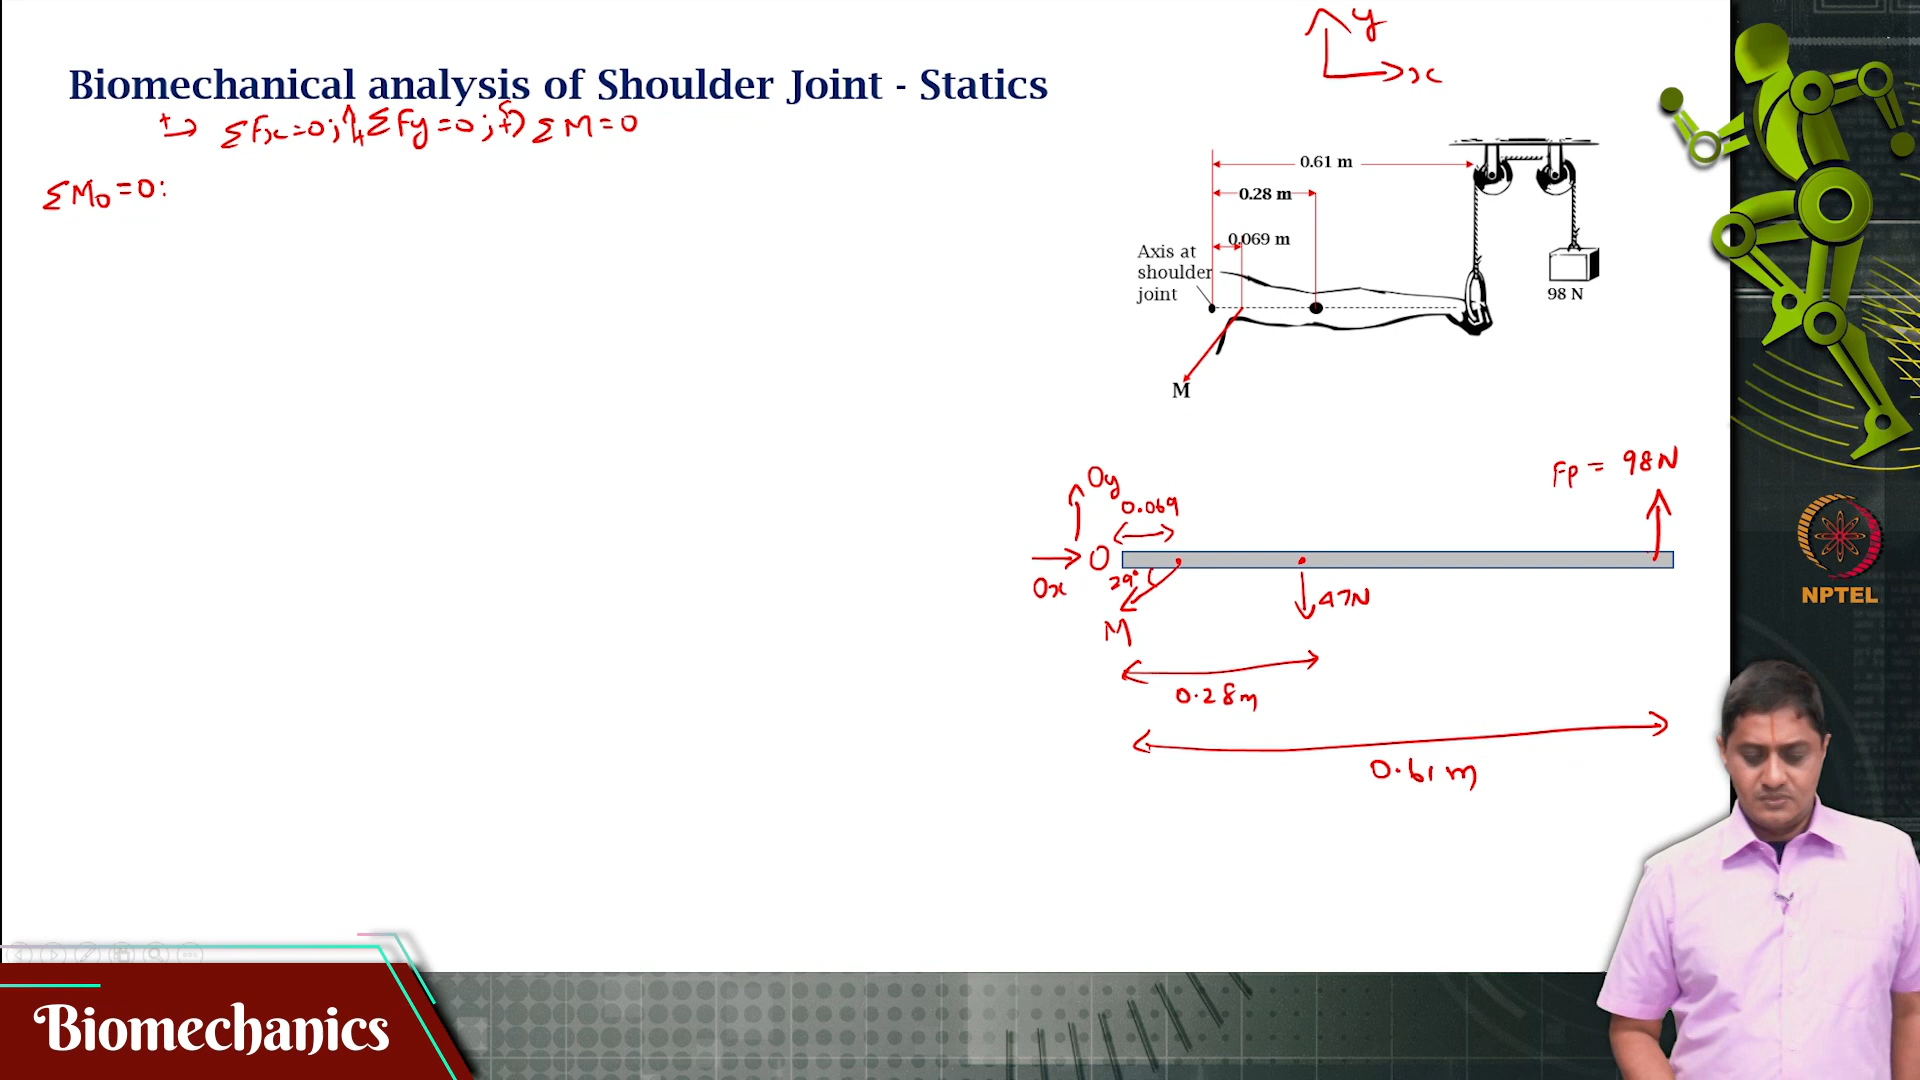 y
x
Biomechanical analysis of Shoulder Joint - Statics
+→ ΣFx=0; ↑+ ΣFy=0; +) ΣM=0
ΣMo=0:
0.61 m
0.28 m
0.069 m
Axis at
shoulder
joint
98 N
M
Fp = 98N
Oy
0.069
O
Ox
29°
47N
M
0.28m
0.61m
NPTEL
Biomechanics